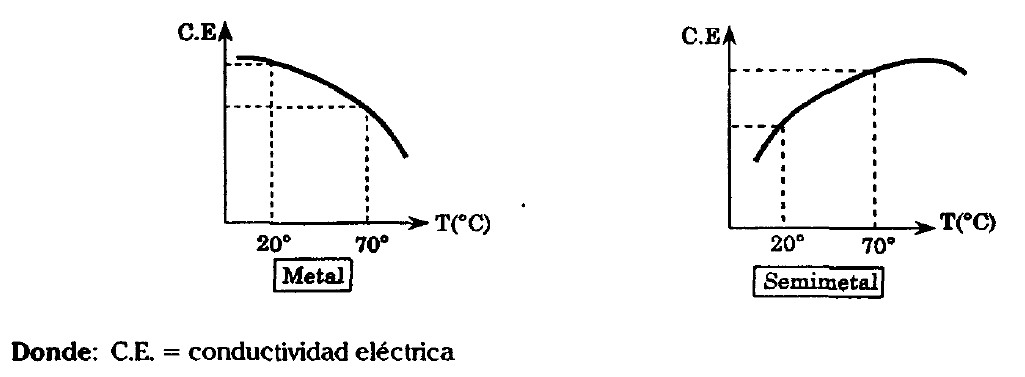 C.E
T(°C)
20°
70°
Metal
C.E
T(°C)
20°
70°
Semimetal
Donde: C.E. = conductividad eléctrica